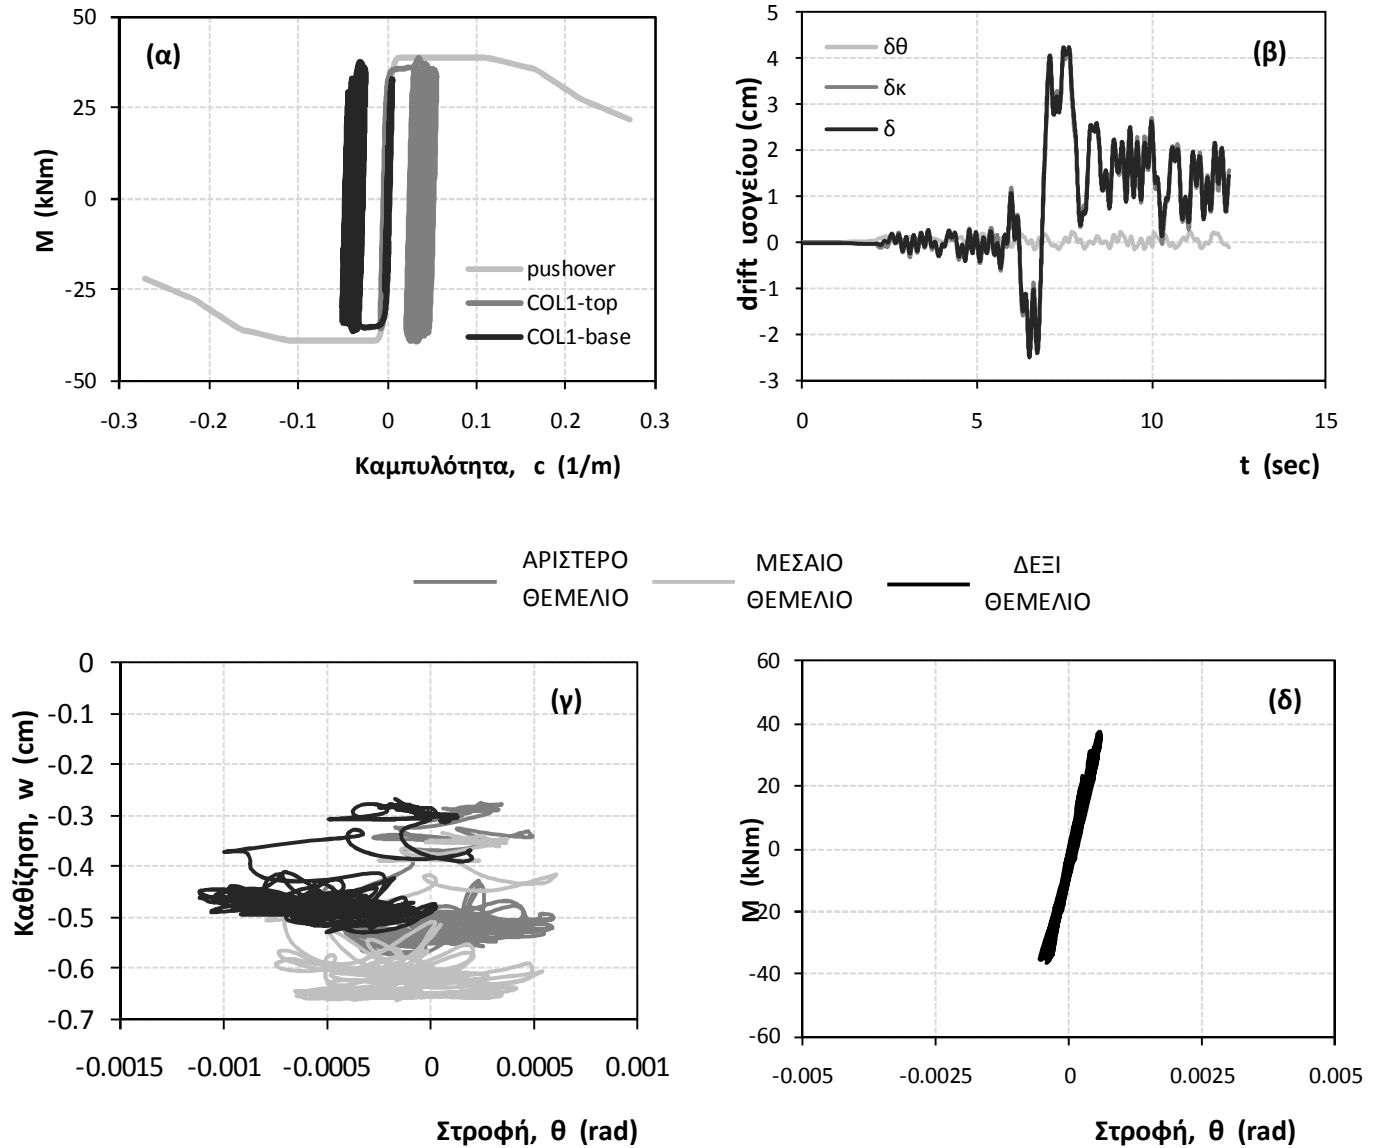 (α)
50
25
0
-25
-50
M (kNm)
pushover
COL1-top
COL1-base
-0.3 -0.2 -0.1 0 0.1 0.2 0.3
Καμπυλότητα, c (1/m)
(β)
5
4
3
2
1
0
-1
-2
-3
drift ισογείου (cm)
δθ
δκ
δ
0 5 10 15
t (sec)
ΑΡΙΣΤΕΡΟ
ΘΕΜΕΛΙΟ
ΜΕΣΑΙΟ
ΘΕΜΕΛΙΟ
ΔΕΞΙ
ΘΕΜΕΛΙΟ
(γ)
0
-0.1
-0.2
-0.3
-0.4
-0.5
-0.6
-0.7
Καθίζηση, w (cm)
-0.0015 -0.001 -0.0005 0 0.0005 0.001
Στροφή, θ (rad)
(δ)
60
40
20
0
-20
-40
-60
M (kNm)
-0.005 -0.0025 0 0.0025 0.005
Στροφή, θ (rad)